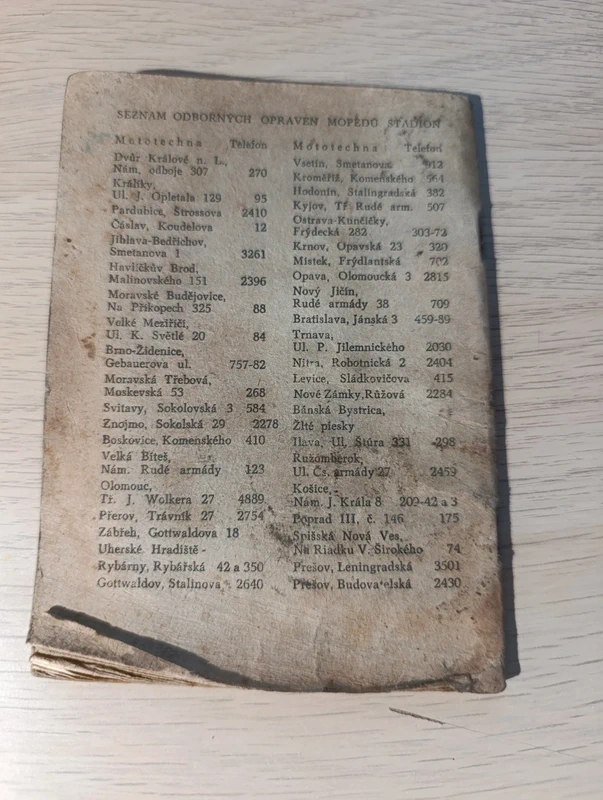 SEZNAM ODBORNÝCH OPRAVEN MOPEDŮ STADION
Mototechna Telefon
Dvůr Králové n. L.,
Nám. odboje 307 270
Králíky,
Ul. J. Opletala 129 95
Pardubice, Štrossova 2410
Čáslav, Koudelova 12
Jihlava-Bedřichov,
Smetanova 1 3261
Havlíčkův Brod,
Malinovského 151 2396
Moravské Budějovice,
Na Příkopech 325 88
Velké Meziříčí,
Ul. K. Světlé 20 84
Brno-Židenice,
Gebauerova ul. 757-82
Moravská Třebová,
Moskevská 53 268
Svitavy, Sokolovská 3 584
Znojmo, Sokolská 29 2278
Boskovice, Komenského 410
Velká Bíteš,
Nám. Rudé armády 123
Olomouc,
Tř. J. Wolkera 27 4889
Přerov, Trávník 27 2754
Zábřeh, Gottwaldova 18
Uherské Hradiště -
Rybárny, Rybářská 42 a 350
Gottwaldov, Stalinova 2640
Mototechna Telefon
Vsetín, Smetanova 912
Kroměříž, Komenského 964
Hodonín, Stalingradská 382
Kyjov, Tř. Rudé arm. 507
Ostrava-Kunčičky,
Frýdecká 282 303-72
Krnov, Opavská 23 320
Místek, Frýdlantská 702
Opava, Olomoucká 3 2815
Nový Jičín,
Rudé armády 38 709
Bratislava, Jánská 3 459-89
Trnava,
Ul. P. Jilemnického 2030
Nitra, Robotnická 2 2404
Levice, Sládkovičova 415
Nové Zámky, Růžová 2284
Bánská Bystrica,
Žlté piesky
Ilava, Ul. Štúra 331 298
Ružomberok,
Ul. Čs. armády 27 2459
Košice,
Nám. J. Krála 8 209-42 a 3
Poprad III, č. 146 175
Spišská Nová Ves,
Na Riadku V. Širokého 74
Prešov, Leningradská 3501
Prešov, Budovatelská 2430